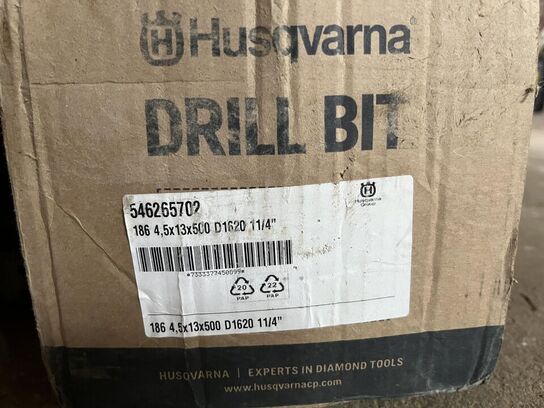 Husqvarna
DRILL BIT
546265702
186 4,5x13x500 D1620 11/4"
*7333377450099*
20
PAP
22
PAP
Husqvarna
Group
186 4,5x13x500 D1620 11/4"
HUSQVARNA | EXPERTS IN DIAMOND TOOLS
www.husqvarnacp.com